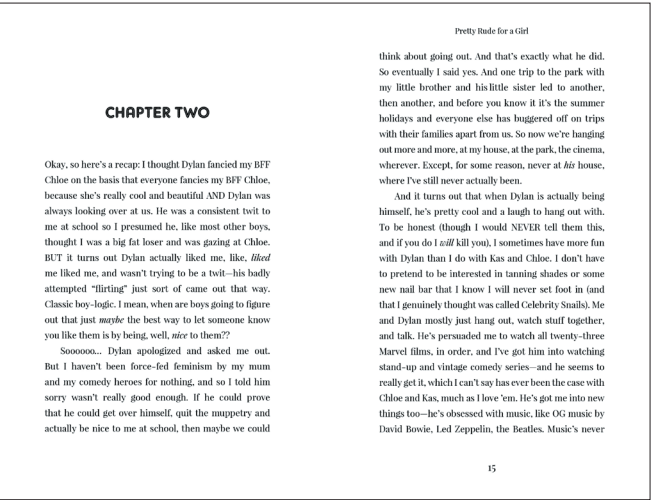 CHAPTER TWO
Okay, so here's a recap: I thought Dylan fancied my BFF
Chloe on the basis that everyone fancies my BFF Chloe,
because she's really cool and beautiful AND Dylan was
always looking over at us. He was a consistent twit to
me at school so I presumed he, like most other boys,
thought I was a big fat loser and was gazing at Chloe.
BUT it turns out Dylan actually liked me, like, liked
me liked me, and wasn't trying to be a twit—his badly
attempted “flirting” just sort of came out that way.
Classic boy-logic. I mean, when are boys going to figure
out that just maybe the best way to let someone know
you like them is by being, well, nice to them??
Soooooo... Dylan apologized and asked me out.
But I haven't been force-fed feminism by my mum
and my comedy heroes for nothing, and so I told him
sorry wasn't really good enough. If he could prove
that he could get over himself, quit the muppetry and
actually be nice to me at school, then maybe we could
Pretty Rude for a Girl
think about going out. And that's exactly what he did.
So eventually I said yes. And one trip to the park with
my little brother and his little sister led to another,
then another, and before you know it it's the summer
holidays and everyone else has buggered off on trips
with their families apart from us. So now we're hanging
out more and more, at my house, at the park, the cinema,
wherever. Except, for some reason, never at his house,
where I've still never actually been.
And it turns out that when Dylan is actually being
himself, he's pretty cool and a laugh to hang out with.
To be honest (though I would NEVER tell them this,
and if you do I will kill you), I sometimes have more fun
with Dylan than I do with Kas and Chloe. I don't have
to pretend to be interested in tanning shades or some
new nail bar that I know I will never set foot in (and
that I genuinely thought was called Celebrity Snails). Me
and Dylan mostly just hang out, watch stuff together,
and talk. He's persuaded me to watch all twenty-three
Marvel films, in order, and I've got him into watching
stand-up and vintage comedy series—and he seems to
really get it, which I can't say has ever been the case with
Chloe and Kas, much as I love 'em. He's got me into new
things too—he's obsessed with music, like OG music by
David Bowie, Led Zeppelin, the Beatles. Music's never
15